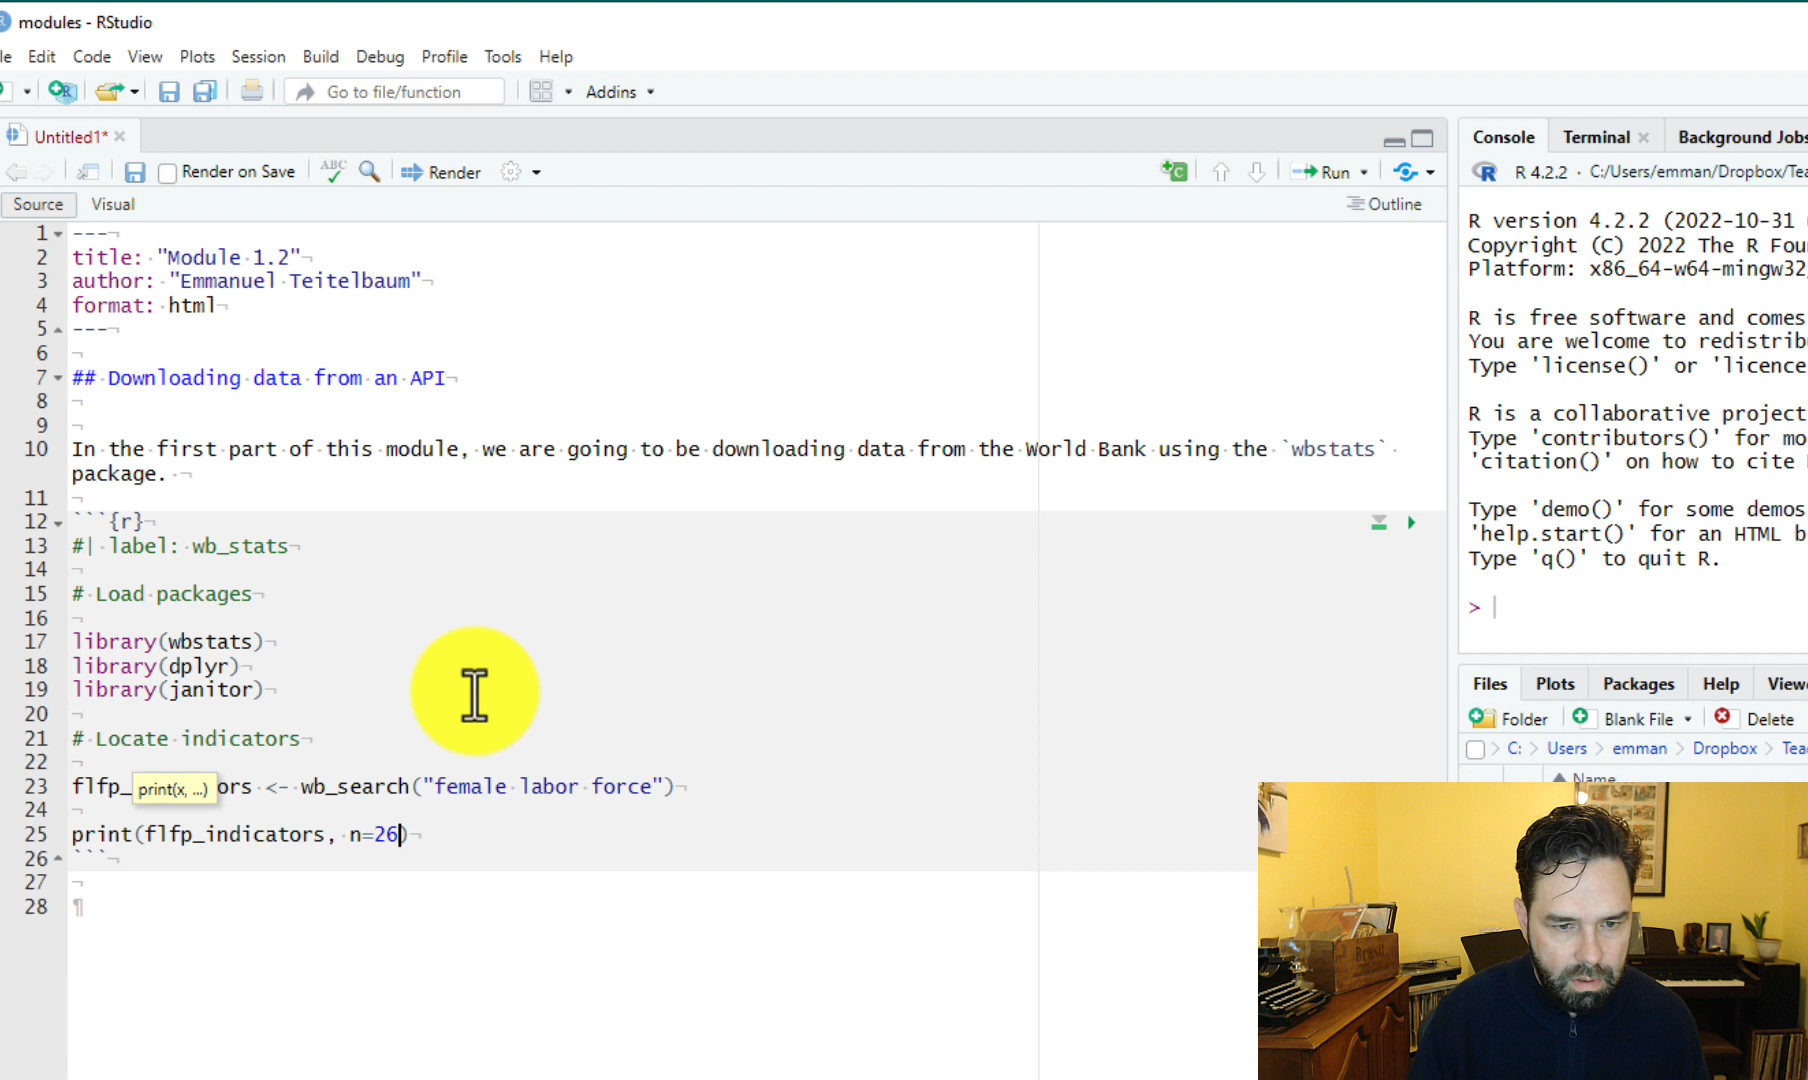 modules - RStudio
le Edit Code View Plots Session Build Debug Profile Tools Help
Go to file/function Addins
Untitled1*
Render on Save ABC Render Run
Source Visual Outline
1 ---
2 title: "Module 1.2"
3 author: "Emmanuel Teitelbaum"
4 format: html
5 ---
6
7 ## Downloading data from an API
8
9
10 In the first part of this module, we are going to be downloading data from the World Bank using the `wbstats`
package.
11
12 ```{r}
13 #| label: wb_stats
14
15 # Load packages
16
17 library(wbstats)
18 library(dplyr)
19 library(janitor)
20
21 # Locate indicators
22
23 flfp_ ors <- wb_search("female labor force")
print(x, ...)
24
25 print(flfp_indicators, n=26)
26 ```
27
28
Console Terminal Background Jobs
R 4.2.2 · C:/Users/emman/Dropbox/Tea
R version 4.2.2 (2022-10-31
Copyright (C) 2022 The R Foun
Platform: x86_64-w64-mingw32
R is free software and comes
You are welcome to redistribu
Type 'license()' or 'licence
R is a collaborative project
Type 'contributors()' for mo
'citation()' on how to cite
Type 'demo()' for some demos
'help.start()' for an HTML b
Type 'q()' to quit R.
>
Files Plots Packages Help Viewe
Folder Blank File Delete
C: Users emman Dropbox Tea
Name